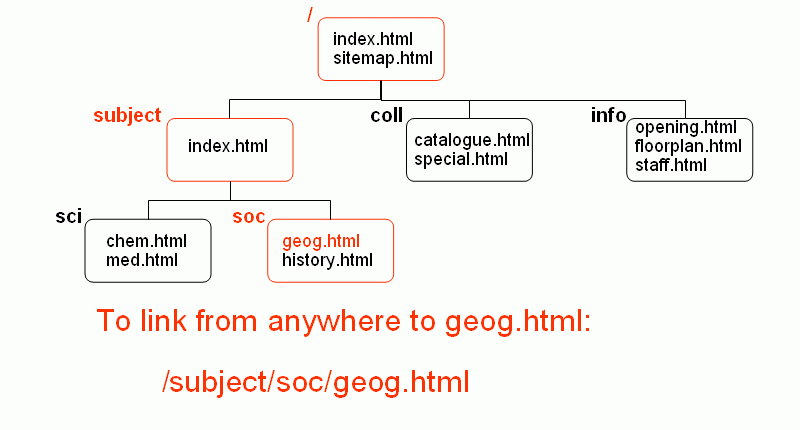 /
index.html
sitemap.html
subject
index.html
coll
catalogue.html
special.html
info
opening.html
floorplan.html
staff.html
sci
chem.html
med.html
soc
geog.html
history.html
To link from anywhere to geog.html:
/subject/soc/geog.html